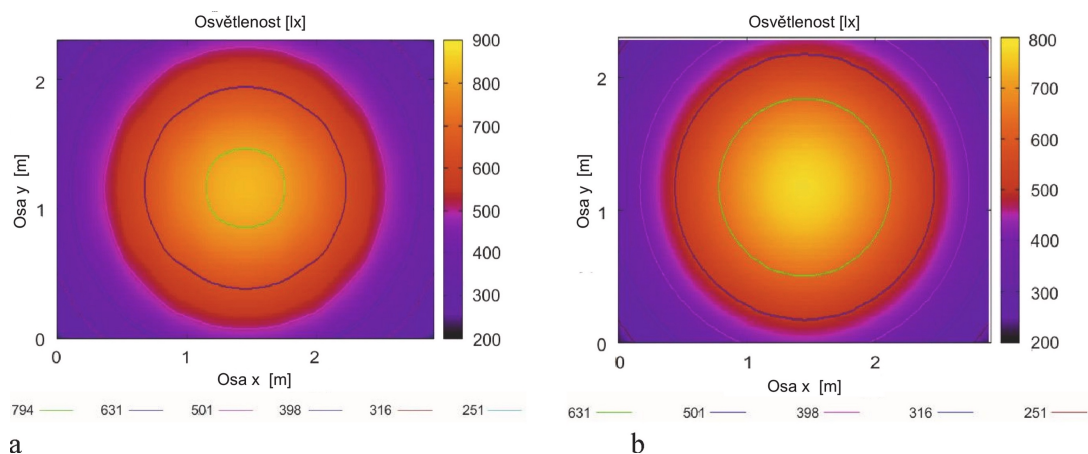 Osvětlenost [lx]
900
800
700
600
500
400
300
200
2
1
0
Osa y [m]
0 1 2
Osa x [m]
794 631 501 398 316 251
a
Osvětlenost [lx]
800
700
600
500
400
300
200
2
1
0
Osa y [m]
0 1 2
Osa x [m]
631 501 398 316 251
b